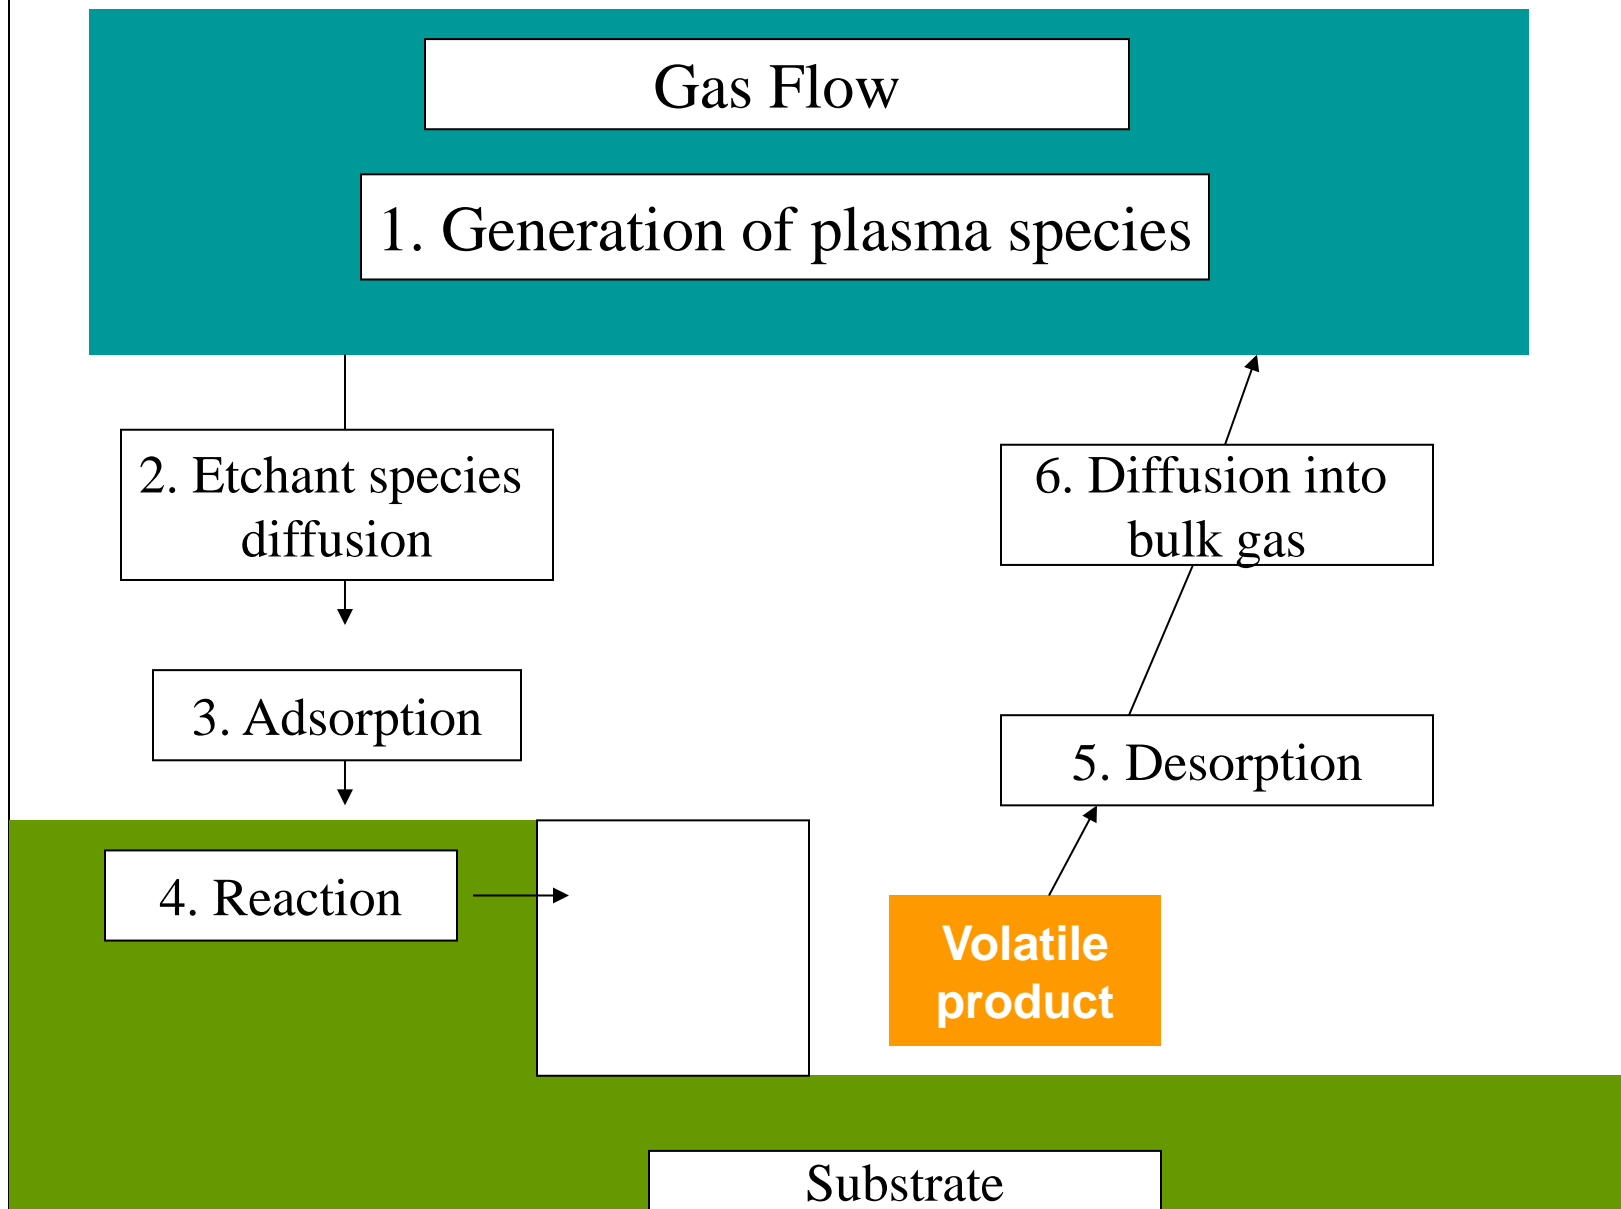 Gas Flow
1. Generation of plasma species
2. Etchant species
diffusion
3. Adsorption
4. Reaction
6. Diffusion into
bulk gas
5. Desorption
Volatile
product
Substrate